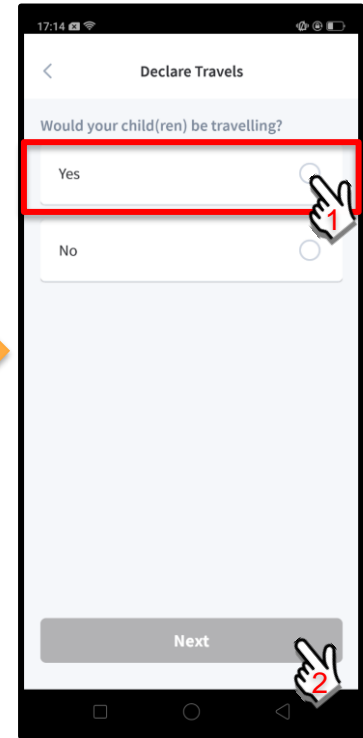 17:14
Declare Travels
Would your child(ren) be travelling?
Yes
1
No
Next
2